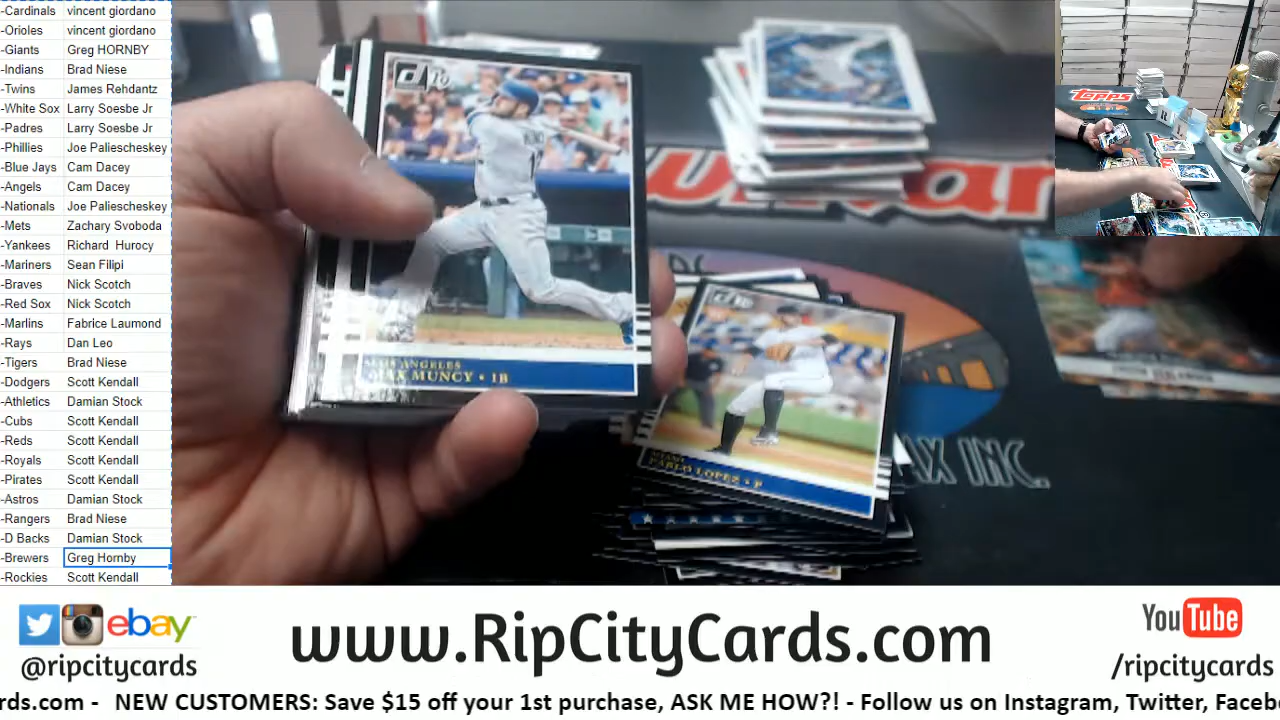 -Cardinals vincent giordano
-Orioles vincent giordano
-Giants Greg HORNBY
-Indians Brad Niese
-Twins James Rehdantz
-White Sox Larry Soesbe Jr
-Padres Larry Soesbe Jr
-Phillies Joe Paliescheskey
-Blue Jays Cam Dacey
-Angels Cam Dacey
-Nationals Joe Paliescheskey
-Mets Zachary Svoboda
-Yankees Richard Hurocy
-Mariners Sean Filipi
-Braves Nick Scotch
-Red Sox Nick Scotch
-Marlins Fabrice Laumond
-Rays Dan Leo
-Tigers Brad Niese
-Dodgers Scott Kendall
-Athletics Damian Stock
-Cubs Scott Kendall
-Reds Scott Kendall
-Royals Scott Kendall
-Pirates Scott Kendall
-Astros Damian Stock
-Rangers Brad Niese
-D Backs Damian Stock
-Brewers Greg Hornby
-Rockies Scott Kendall
LOS ANGELES
MAX MUNCY • 1B
MIAMI
PABLO LOPEZ • P
AX INC.
TOPPS
ebay
@ripcitycards
www.RipCityCards.com
YouTube
/ripcitycards
rds.com - NEW CUSTOMERS: Save $15 off your 1st purchase, ASK ME HOW?! - Follow us on Instagram, Twitter, Faceb